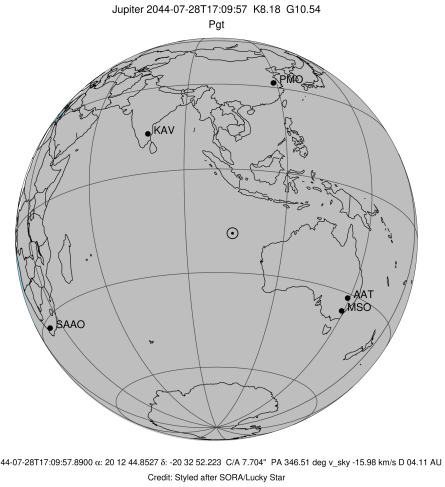 Jupiter 2044-07-28T17:09:57 K8.18 G10.54
Pgt
PMO
KAV
AAT
MSO
SAAO
44-07-28T17:09:57.8900 α: 20 12 44.8527 δ: -20 32 52.223 C/A 7.704" PA 346.51 deg v_sky -15.98 km/s D 04.11 AU
Credit: Styled after SORA/Lucky Star